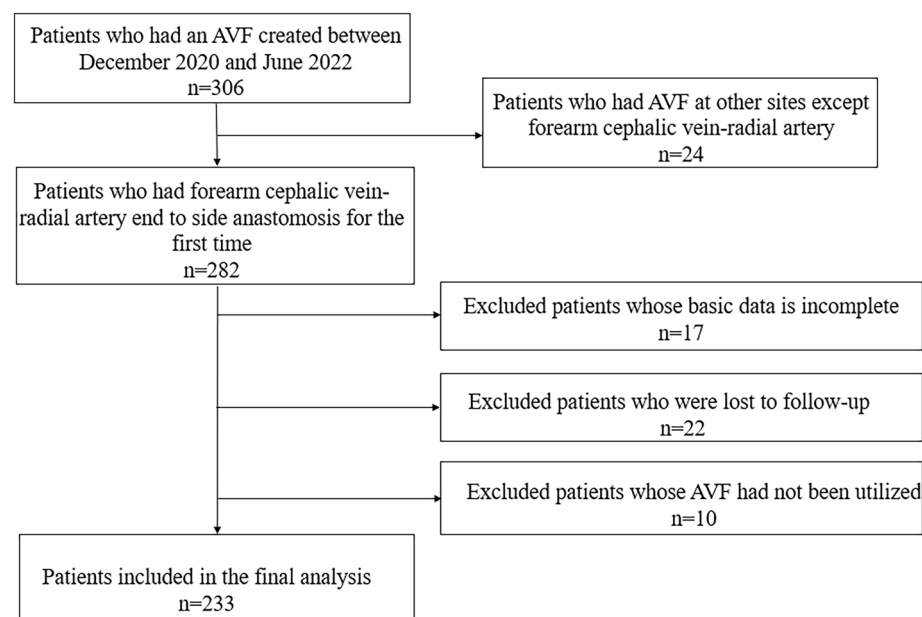 Patients who had an AVF created between
December 2020 and June 2022
n=306
Patients who had AVF at other sites except
forearm cephalic vein-radial artery
n=24
Patients who had forearm cephalic vein-
radial artery end to side anastomosis for the
first time
n=282
Excluded patients whose basic data is incomplete
n=17
Excluded patients who were lost to follow-up
n=22
Excluded patients whose AVF had not been utilized
n=10
Patients included in the final analysis
n=233